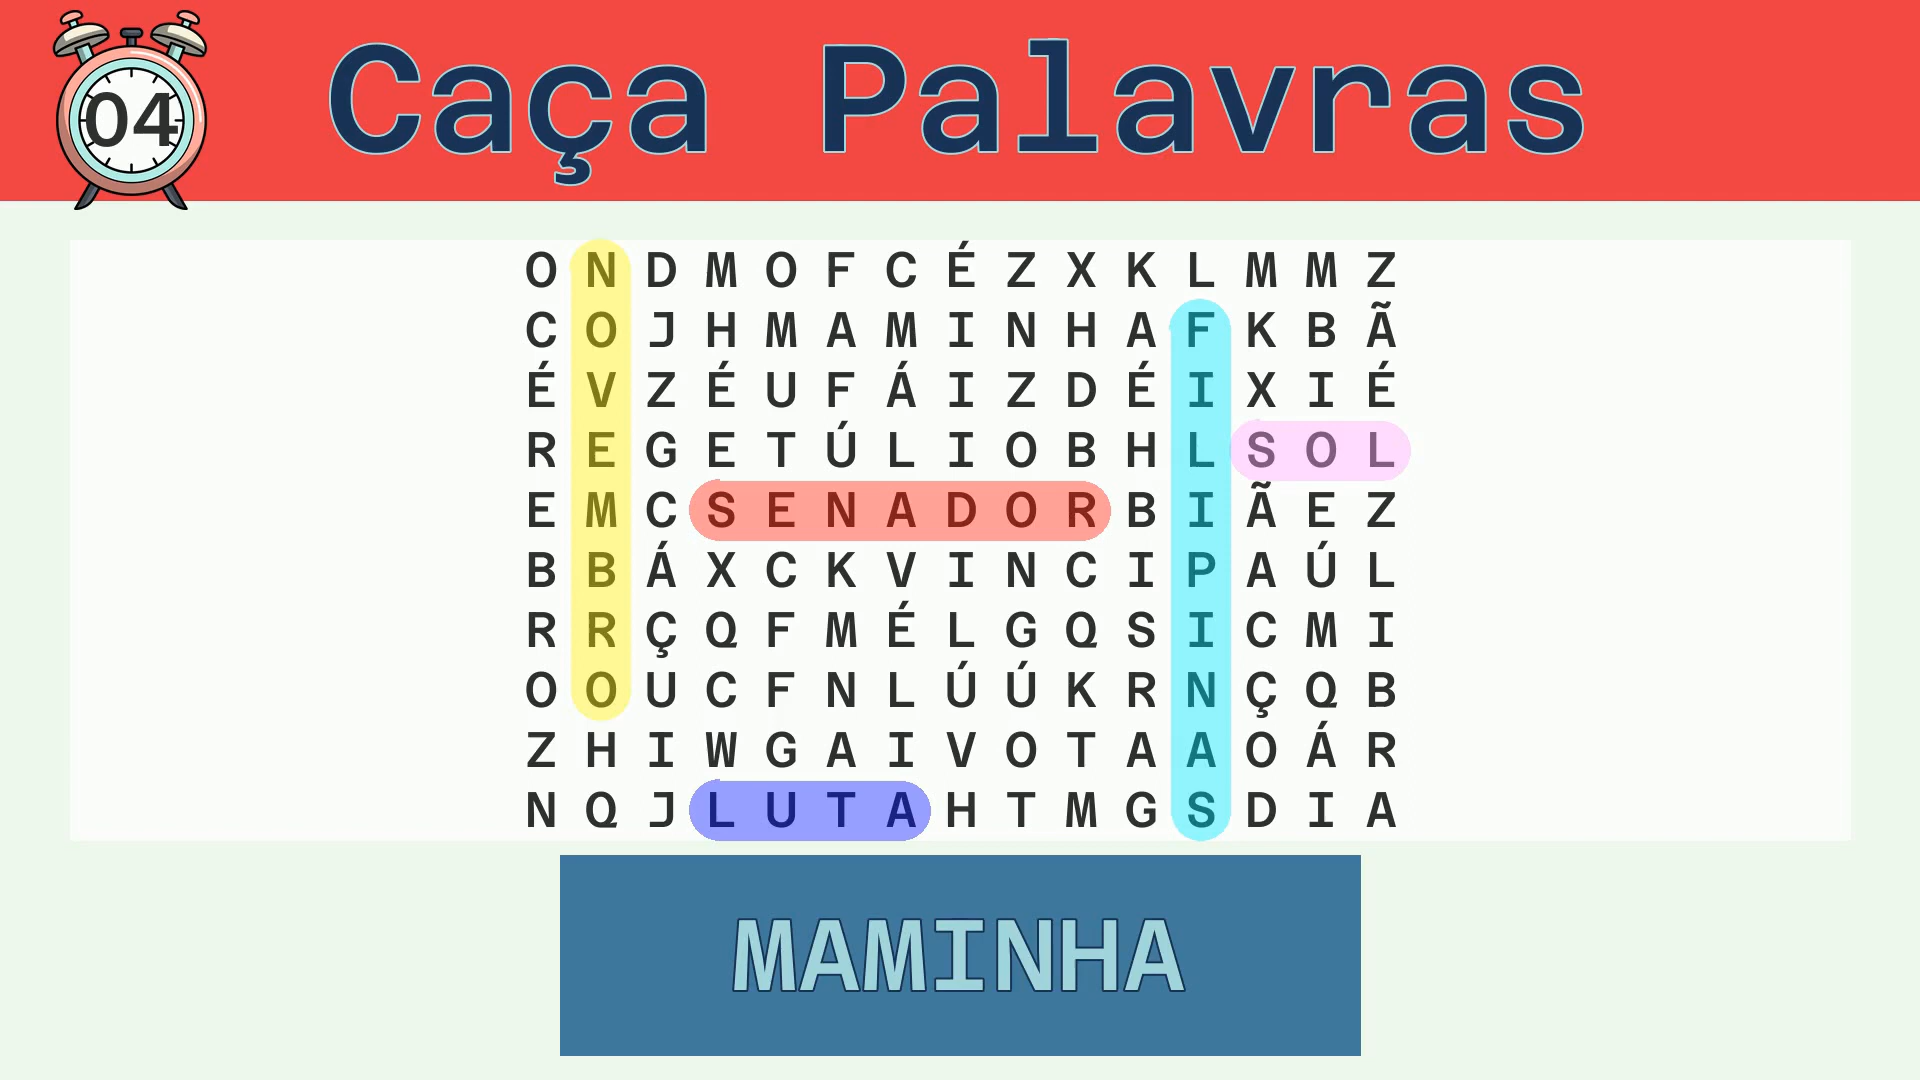 04
Caça Palavras
O N D M O F C É Z X K L M M Z
C O J H M A M I N H A F K B Ã
É V Z É U F Á I Z D É I X I É
R E G E T Ú L I O B H L S O L
E M C S E N A D O R B I Ã E Z
B B Á X C K V I N C I P A Ú L
R R Ç Q F M É L G Q S I C M I
O O U C F N L Ú Ú K R N Ç Q B
Z H I W G A I V O T A A O Á R
N Q J L U T A H T M G S D I A
MAMINHA